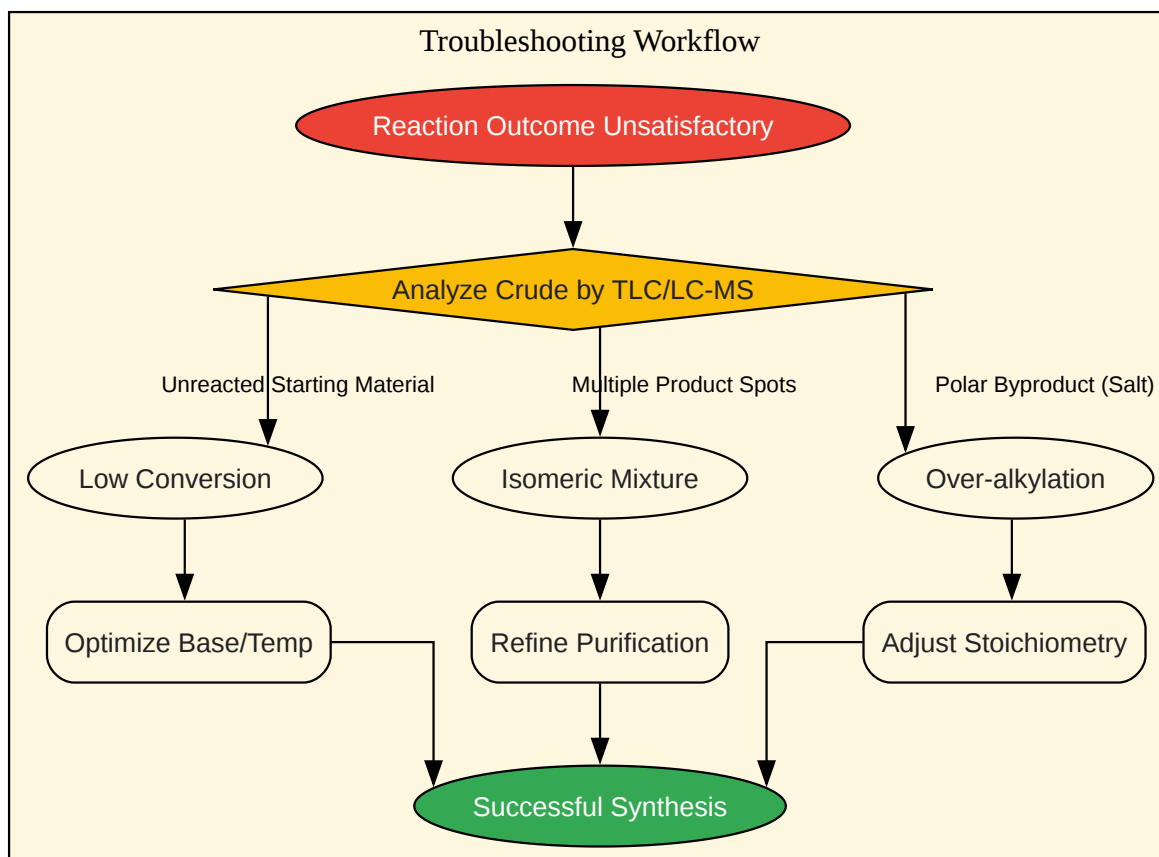 Troubleshooting Workflow
Reaction Outcome Unsatisfactory
Analyze Crude by TLC/LC-MS
Unreacted Starting Material
Multiple Product Spots
Polar Byproduct (Salt)
Low Conversion
Isomeric Mixture
Over-alkylation
Optimize Base/Temp
Refine Purification
Adjust Stoichiometry
Successful Synthesis